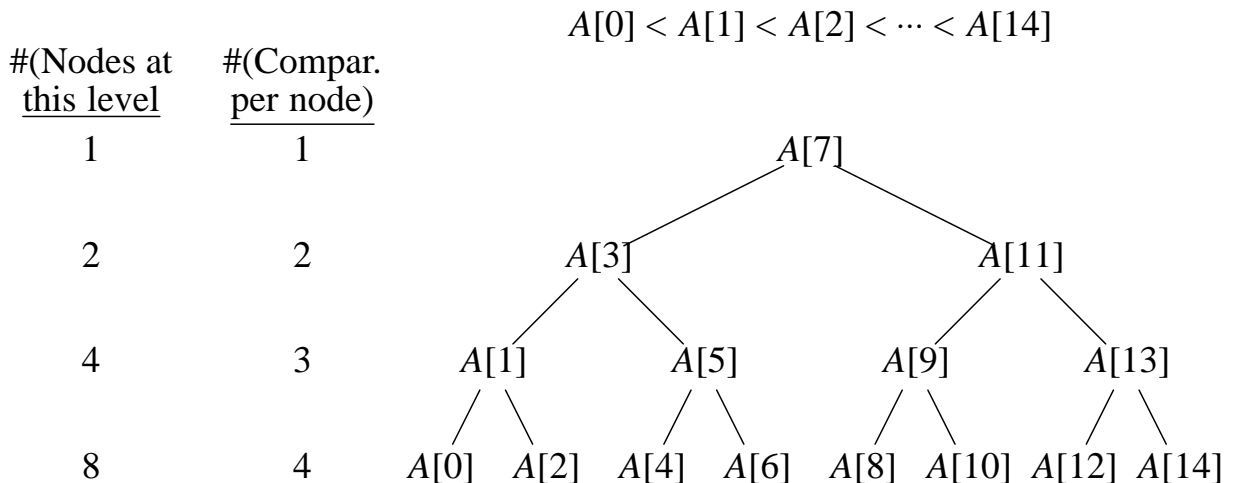 A[0] < A[1] < A[2] < ··· < A[14]
#(Nodes at #(Compar.
this level per node)
1 1 A[7]
2 2 A[3] A[11]
4 3 A[1] A[5] A[9] A[13]
8 4 A[0] A[2] A[4] A[6] A[8] A[10] A[12] A[14]